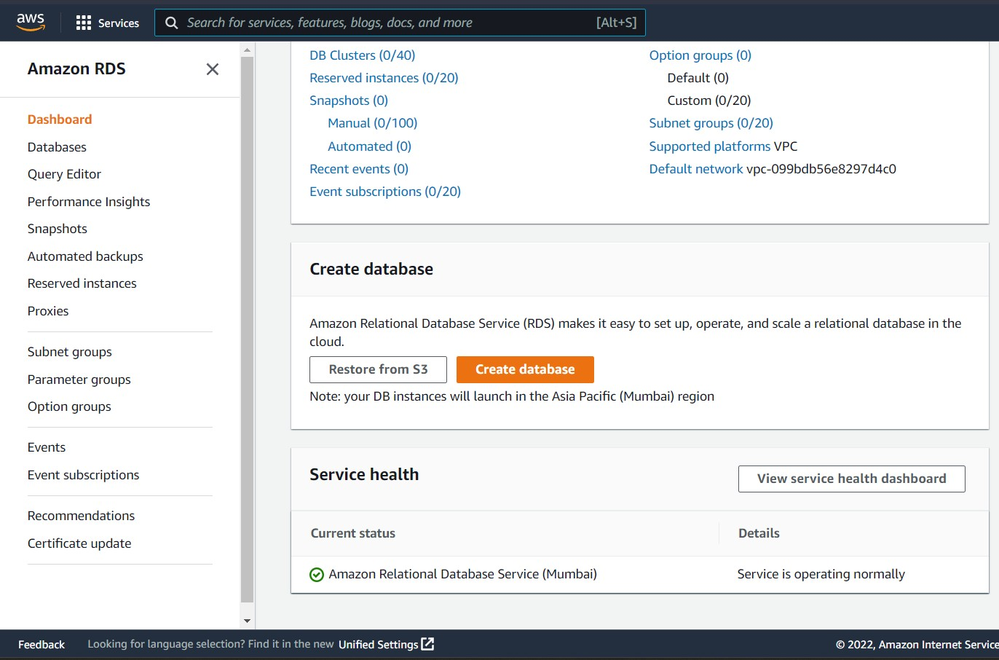 aws
Services
Search for services, features, blogs, docs, and more
[Alt+S]
Amazon RDS
Dashboard
Databases
Query Editor
Performance Insights
Snapshots
Automated backups
Reserved instances
Proxies
Subnet groups
Parameter groups
Option groups
Events
Event subscriptions
Recommendations
Certificate update
DB Clusters (0/40)
Reserved instances (0/20)
Snapshots (0)
Manual (0/100)
Automated (0)
Recent events (0)
Event subscriptions (0/20)
Option groups (0)
Default (0)
Custom (0/20)
Subnet groups (0/20)
Supported platforms VPC
Default network vpc-099bdb56e8297d4c0
Create database
Amazon Relational Database Service (RDS) makes it easy to set up, operate, and scale a relational database in the
cloud.
Restore from S3
Create database
Note: your DB instances will launch in the Asia Pacific (Mumbai) region
Service health
View service health dashboard
Current status
Details
Amazon Relational Database Service (Mumbai)
Service is operating normally
Feedback
Looking for language selection? Find it in the new Unified Settings
© 2022, Amazon Internet Service